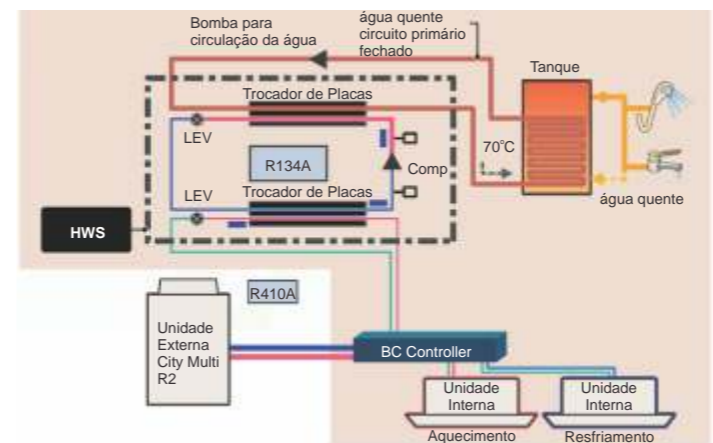 Bomba para
circulação da água
água quente
circuito primário
fechado
Tanque
Trocador de Placas
LEV
R134A
Comp
70°C
LEV
Trocador de Placas
água quente
HWS
R410A
Unidade
Externa
City Multi
R2
BC Controller
Unidade
Interna
Unidade
Interna
Aquecimento
Resfriamento